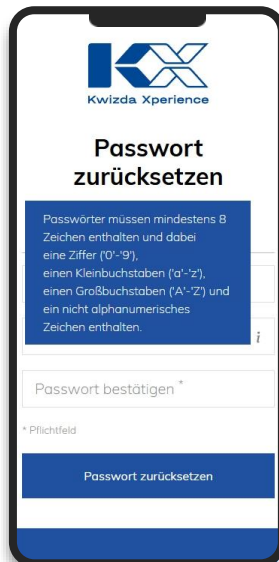 KX
Kwizda Xperience
Passwort
zurücksetzen
Passwörter müssen mindestens 8
Zeichen enthalten und dabei
eine Ziffer ('0'-'9'),
einen Kleinbuchstaben ('a'-'z'),
einen Großbuchstaben ('A'-'Z') und
ein nicht alphanumerisches
Zeichen enthalten.
i
Passwort bestätigen *
* Pflichtfeld
Passwort zurücksetzen